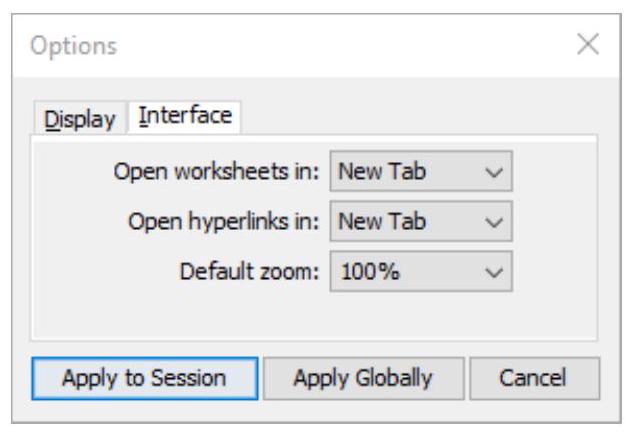 Options
Display Interface
Open worksheets in: New Tab
Open hyperlinks in: New Tab
Default zoom: 100%
Apply to Session Apply Globally Cancel